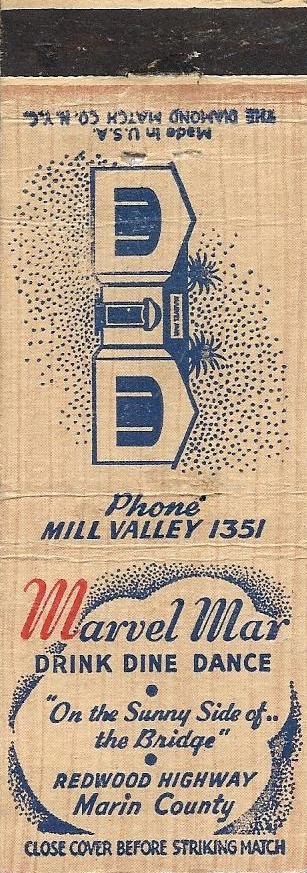 Made in U.S.A.
THE DIAMOND MATCH CO. N.Y.C.
Phone
MILL VALLEY 1351
Marvel Mar
DRINK DINE DANCE
"On the Sunny Side of..
the Bridge"
REDWOOD HIGHWAY
Marin County
CLOSE COVER BEFORE STRIKING MATCH